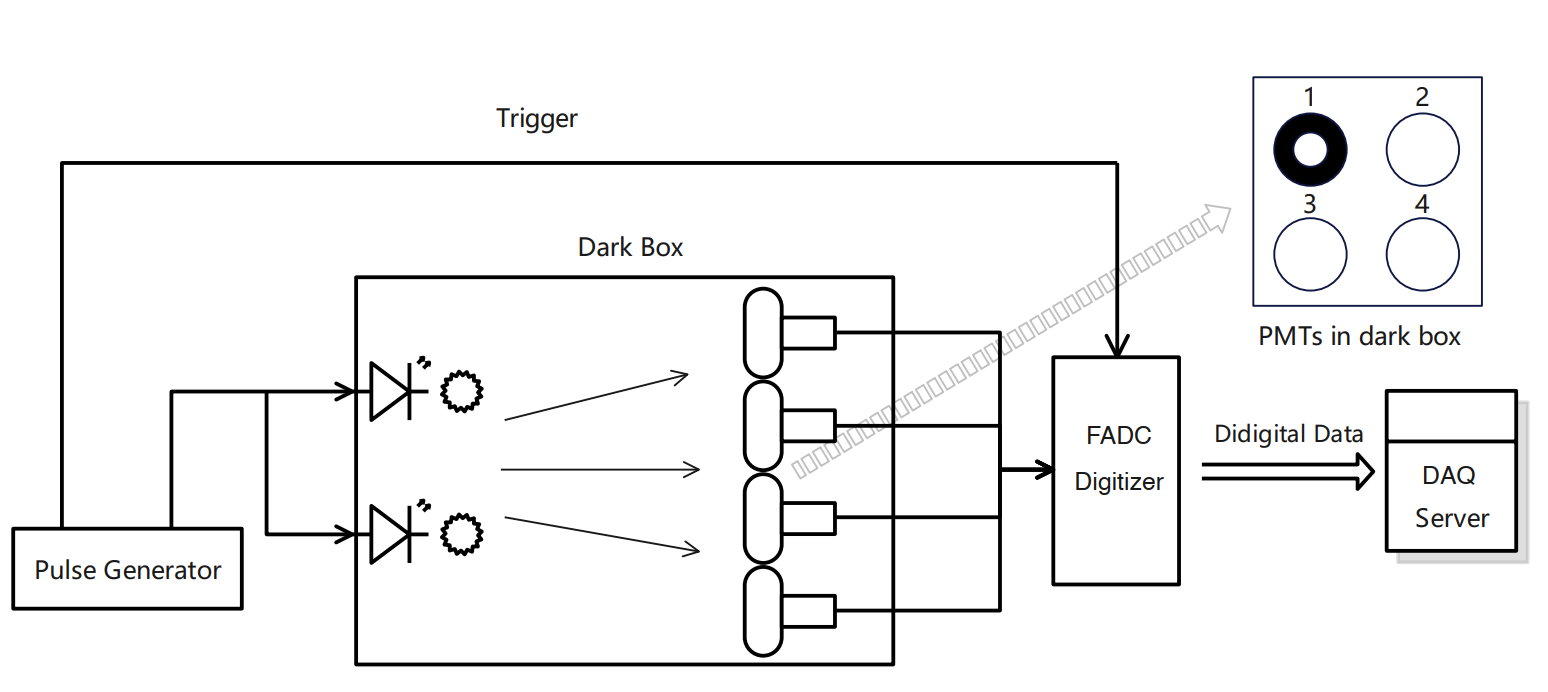 Trigger
1
2
3
4
Dark Box
PMTs in dark box
FADC
Digitizer
Didigital Data
DAQ
Server
Pulse Generator